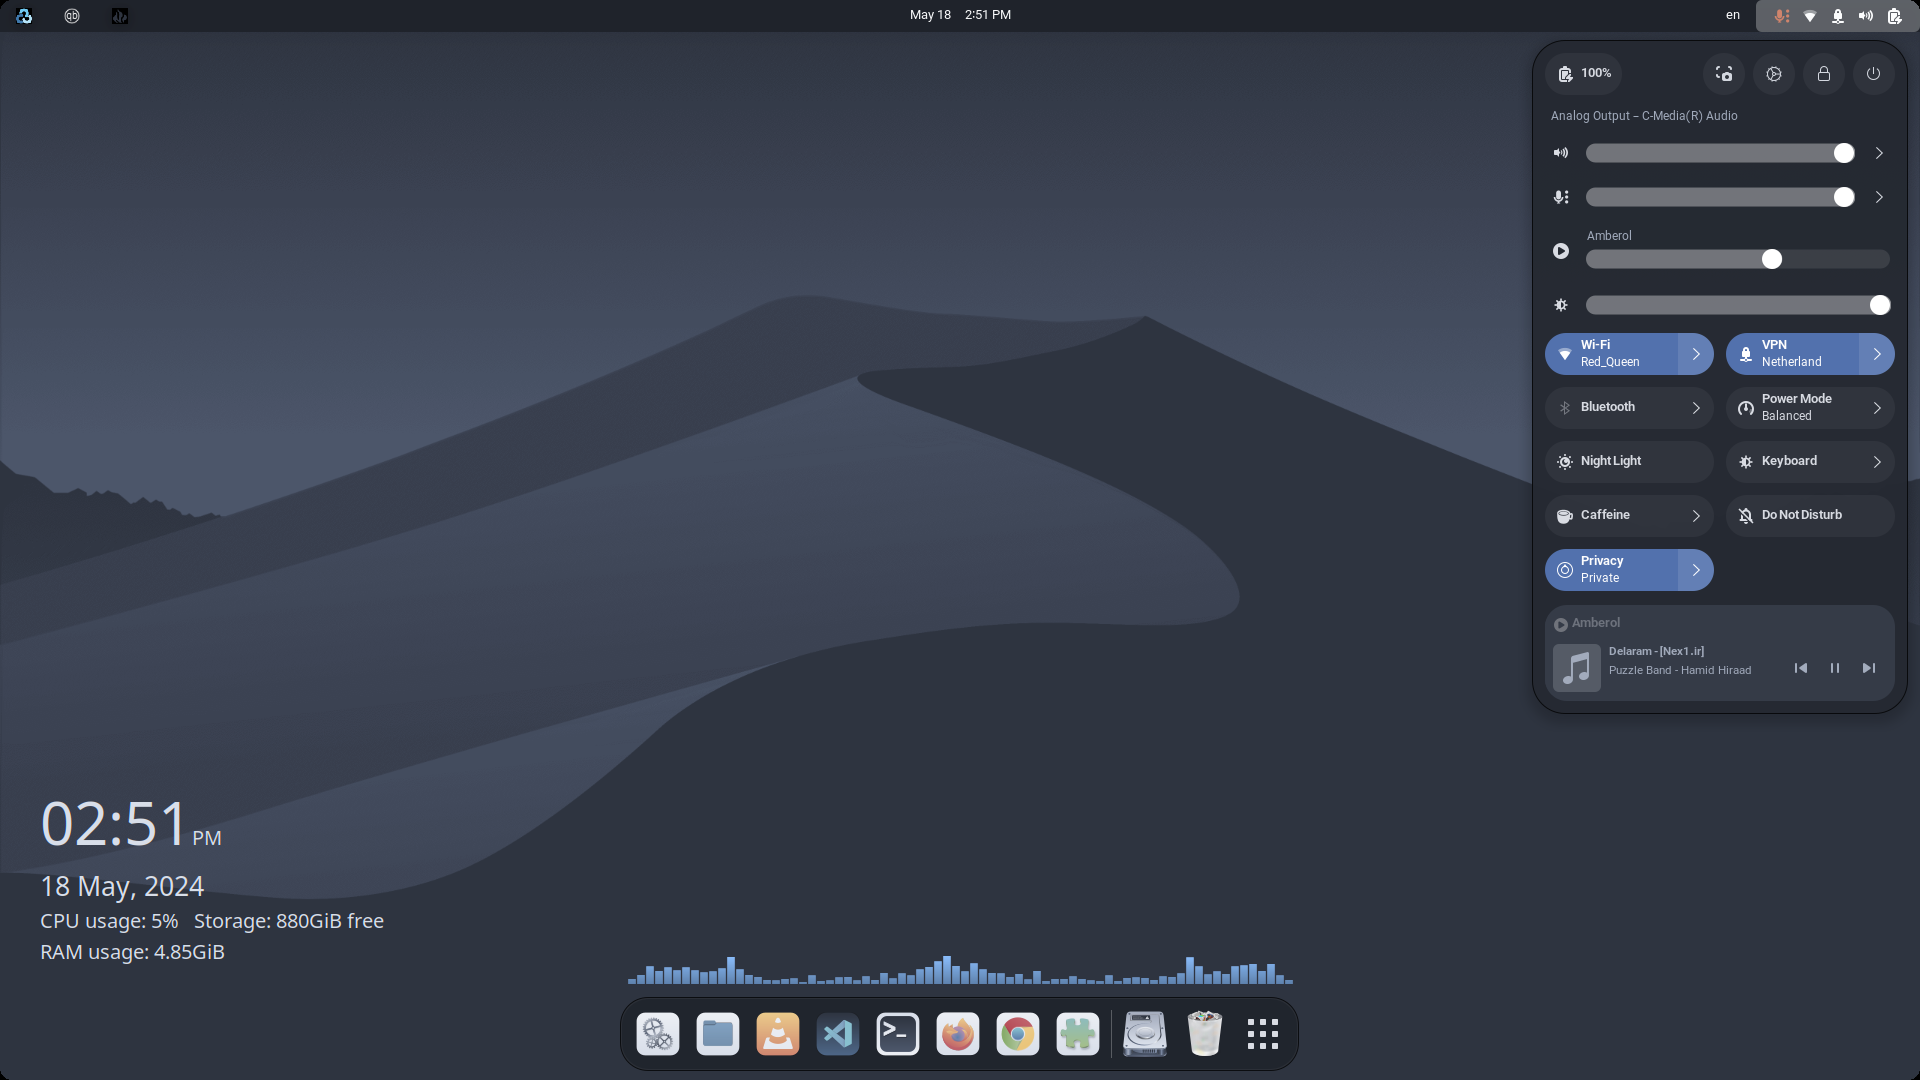 May 18 2:51 PM
en
100%
Analog Output – C-Media(R) Audio
Amberol
Wi-Fi
Red_Queen
VPN
Netherland
Bluetooth
Power Mode
Balanced
Night Light
Keyboard
Caffeine
Do Not Disturb
Privacy
Private
Amberol
Delaram - [Nex1.ir]
Puzzle Band - Hamid Hiraad
02:51 PM
18 May, 2024
CPU usage: 5% Storage: 880GiB free
RAM usage: 4.85GiB